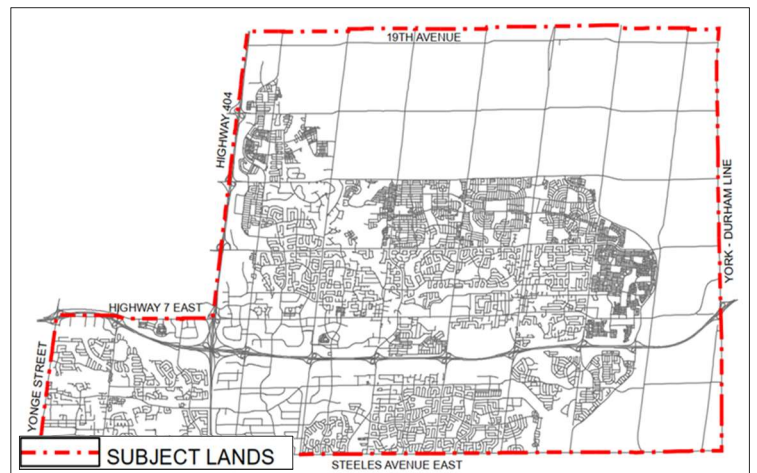 19TH AVENUE
HIGHWAY 404
YORK - DURHAM LINE
HIGHWAY 7 EAST
YONGE STREET
SUBJECT LANDS
STEELES AVENUE EAST